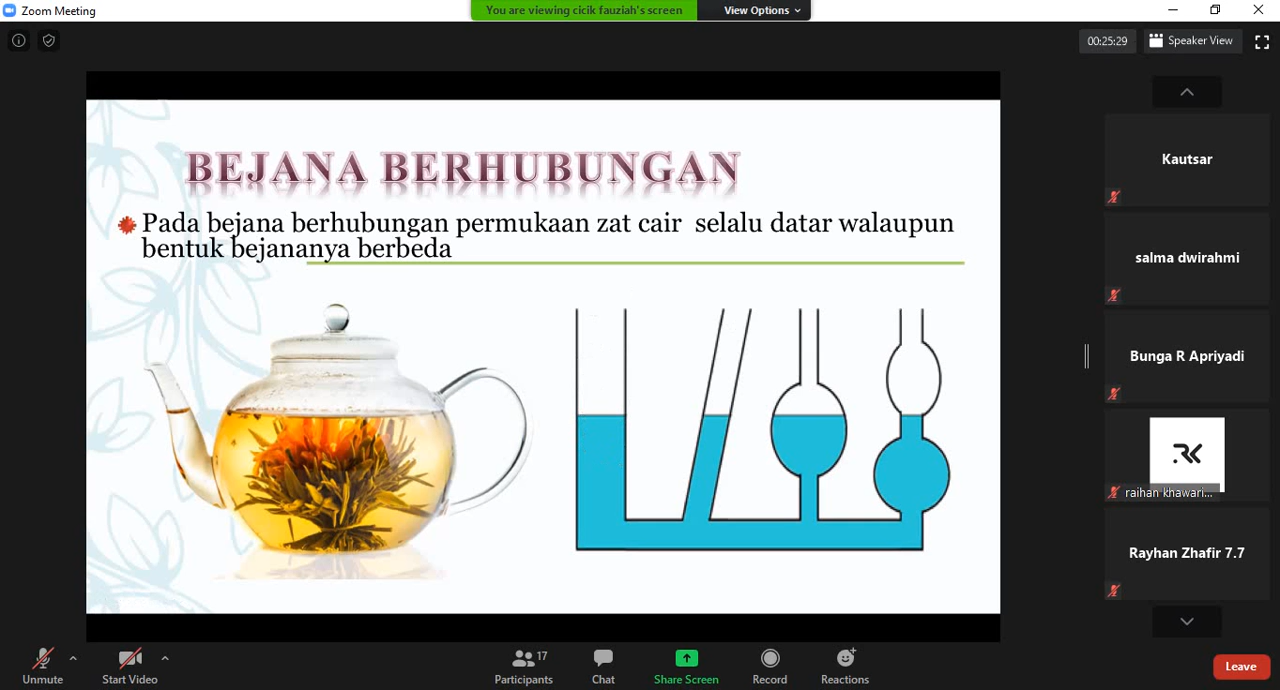 Zoom Meeting
You are viewing cicik fauziah's screen
View Options
00:25:29
Speaker View
BEJANA BERHUBUNGAN
Pada bejana berhubungan permukaan zat cair selalu datar walaupun
bentuk bejananya berbeda
Kautsar
salma dwirahmi
Bunga R Apriyadi
RK
raihan khawari...
Rayhan Zhafir 7.7
Unmute
Start Video
17
Participants
Chat
Share Screen
Record
Reactions
Leave